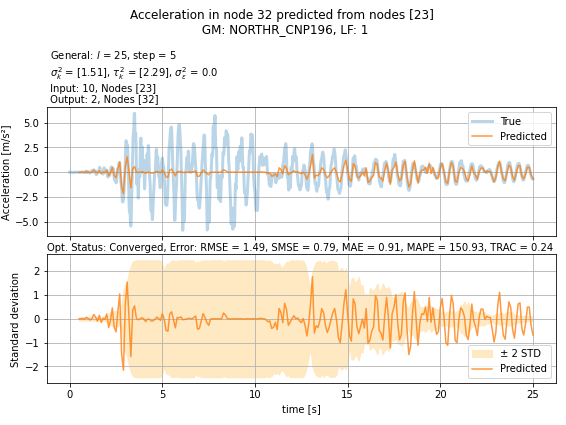 Acceleration in node 32 predicted from nodes [23]
GM: NORTHR_CNP196, LF: 1
General: l = 25, step = 5
σ²ₖ = [1.51], τ²ₖ = [2.29], σ²ε = 0.0
Input: 10, Nodes [23]
Output: 2, Nodes [32]
Acceleration [m/s²]
5.0
2.5
0.0
−2.5
−5.0
True
Predicted
Opt. Status: Converged, Error: RMSE = 1.49, SMSE = 0.79, MAE = 0.91, MAPE = 150.93, TRAC = 0.24
Standard deviation
2
1
0
−1
−2
± 2 STD
Predicted
0 5 10 15 20 25
time [s]